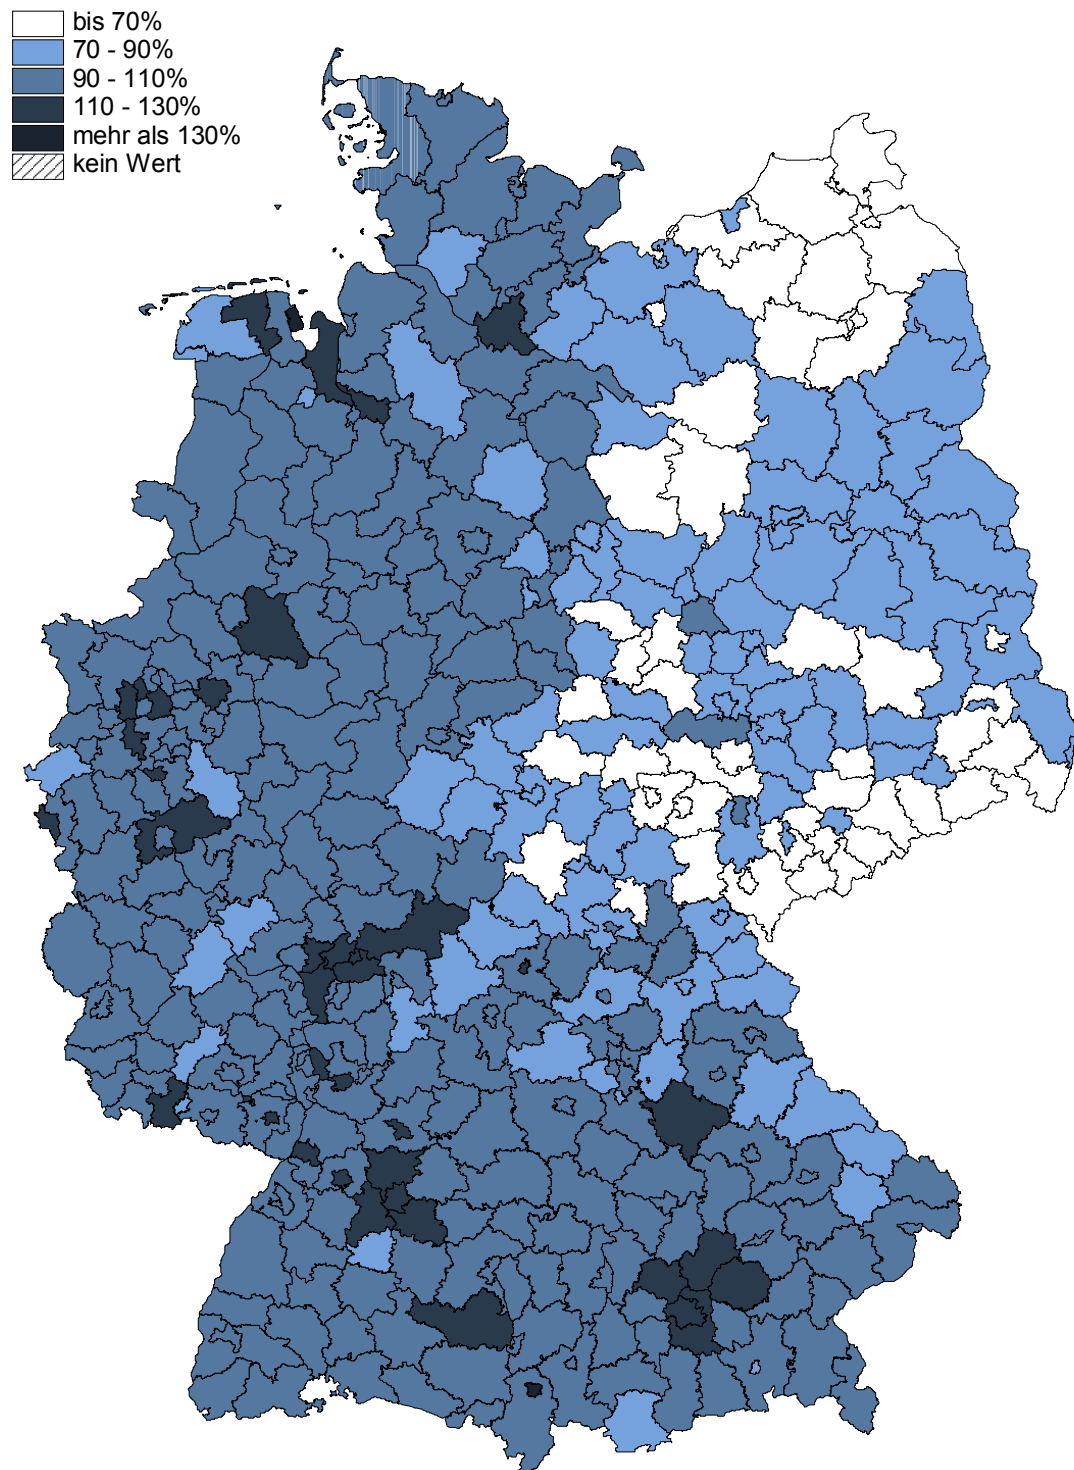 bis 70%
70 - 90%
90 - 110%
110 - 130%
mehr als 130%
kein Wert